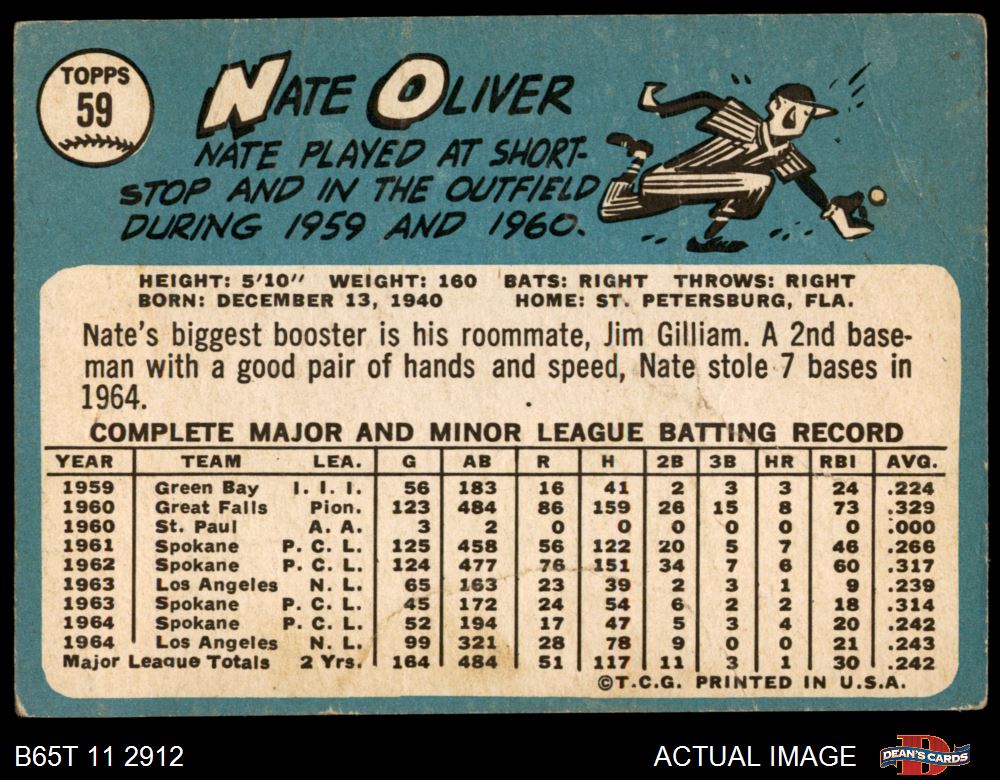 TOPPS
59
NATE OLIVER
NATE PLAYED AT SHORT-
STOP AND IN THE OUTFIELD
DURING 1959 AND 1960.
HEIGHT: 5'10" WEIGHT: 160 BATS: RIGHT THROWS: RIGHT
BORN: DECEMBER 13, 1940 HOME: ST. PETERSBURG, FLA.
Nate's biggest booster is his roommate, Jim Gilliam. A 2nd base-
man with a good pair of hands and speed, Nate stole 7 bases in
1964.
COMPLETE MAJOR AND MINOR LEAGUE BATTING RECORD
YEAR TEAM LEA. G AB R H 2B 3B HR RBI AVG.
1959 Green Bay I. I. I. 56 183 16 41 2 3 3 24 .224
1960 Great Falls Pion. 123 484 86 159 26 15 8 73 .329
1960 St. Paul A. A. 3 2 0 0 0 0 0 0 .000
1961 Spokane P. C. L. 125 458 56 122 20 5 7 46 .266
1962 Spokane P. C. L. 124 477 76 151 34 7 6 60 .317
1963 Los Angeles N. L. 65 163 23 39 2 3 1 9 .239
1963 Spokane P. C. L. 45 172 24 54 6 2 2 18 .314
1964 Spokane P. C. L. 52 194 17 47 5 3 4 20 .242
1964 Los Angeles N. L. 99 321 28 78 9 0 0 21 .243
Major League Totals 2 Yrs. 164 484 51 117 11 3 1 30 .242
©T.C.G. PRINTED IN U.S.A.
B65T 11 2912 ACTUAL IMAGE DEAN'S CARDS